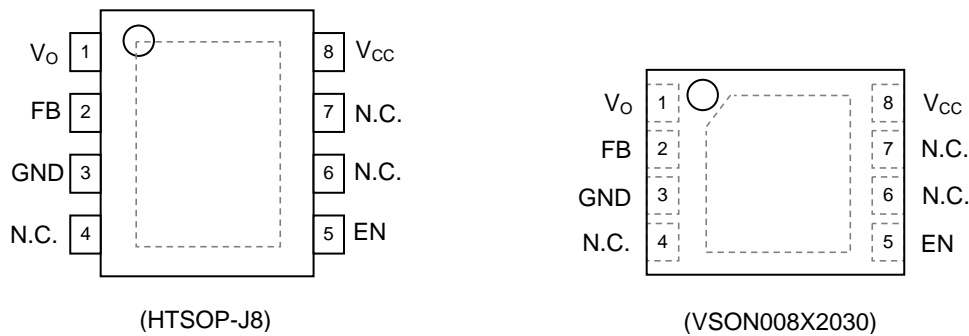 VO 1 8 VCC
FB 2 7 N.C.
GND 3 6 N.C.
N.C. 4 5 EN
(HTSOP-J8)
VO 1 8 VCC
FB 2 7 N.C.
GND 3 6 N.C.
N.C. 4 5 EN
(VSON008X2030)